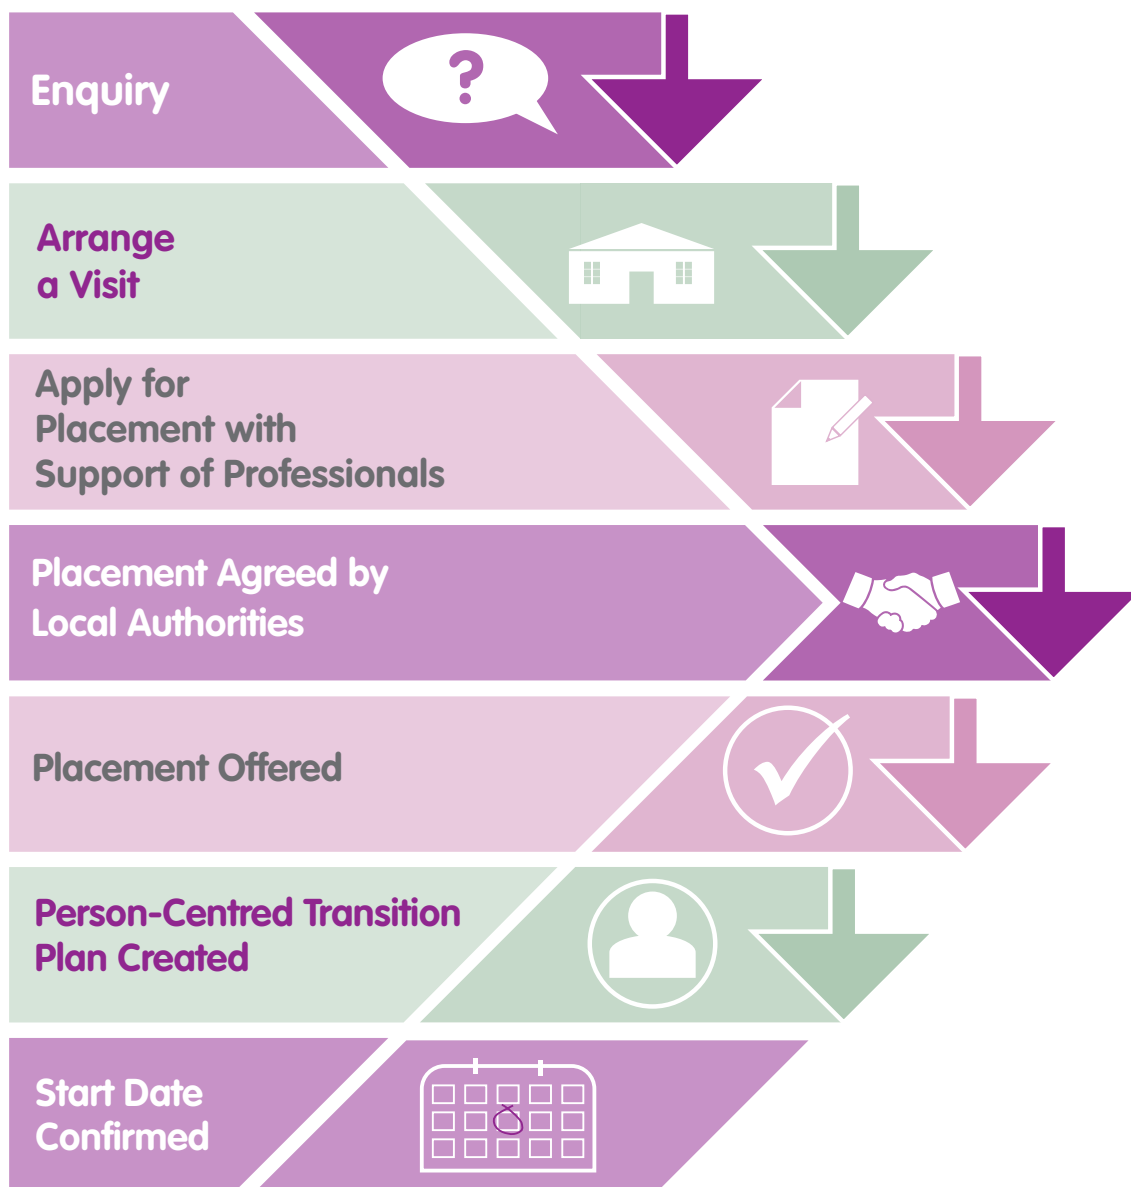 Enquiry
?
Arrange
a Visit
Apply for
Placement with
Support of Professionals
Placement Agreed by
Local Authorities
Placement Offered
Person-Centred Transition
Plan Created
Start Date
Confirmed